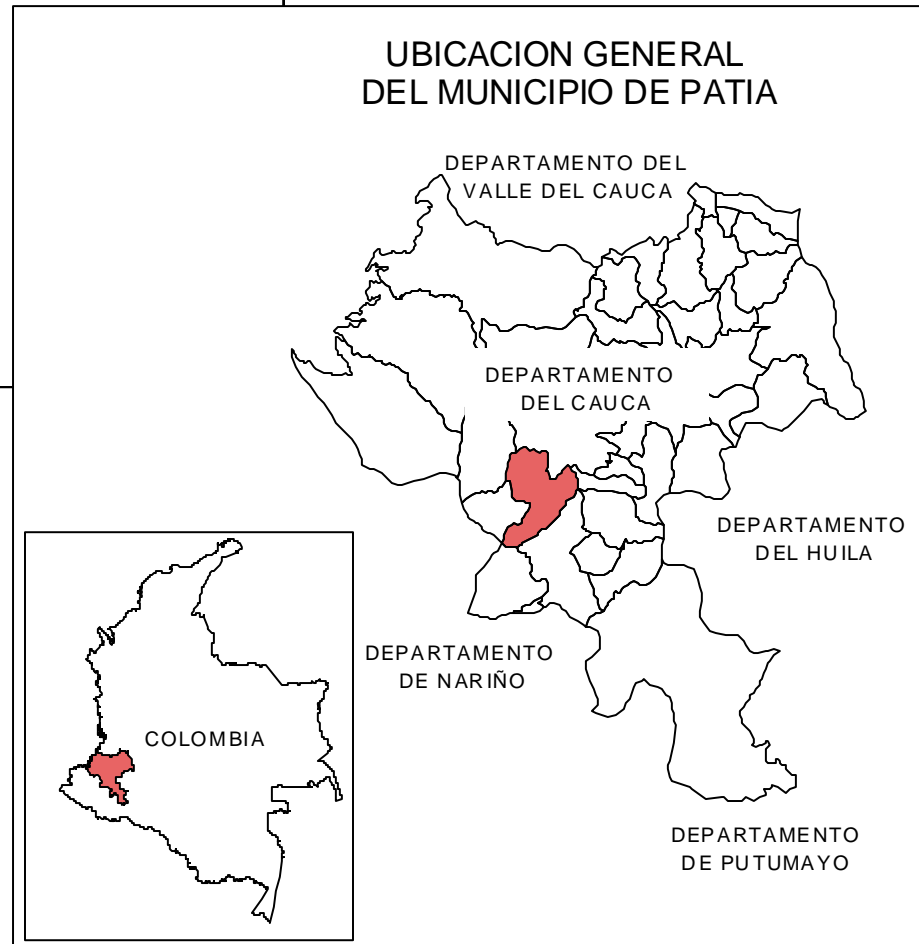 UBICACION GENERAL
DEL MUNICIPIO DE PATIA
DEPARTAMENTO DEL
VALLE DEL CAUCA
DEPARTAMENTO
DEL CAUCA
DEPARTAMENTO
DEL HUILA
DEPARTAMENTO
DE NARIÑO
COLOMBIA
DEPARTAMENTO
DE PUTUMAYO